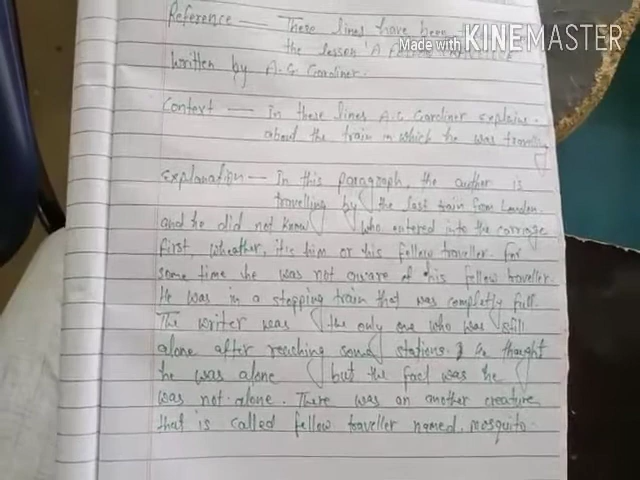 Reference — These lines have been
the lesson 'A
Made with KINEMASTER
Written by A.G Gardiner.
Context — In these lines A.G Gardiner explains
about the train in which he was travelling
Explanation — In this paragraph, the author is
travelling by the last train from London.
and he did not know who entered into the carriage
first, wheather, it is him or his fellow traveller. For
some time he was not aware of his fellow traveller.
He was in a stopping train that was completly full.
The writer was the only one who was still
alone after reaching some stations. he thought
he was alone but the fact was he
was not alone. There was an another creature
that is called fellow traveller named. mosquito.